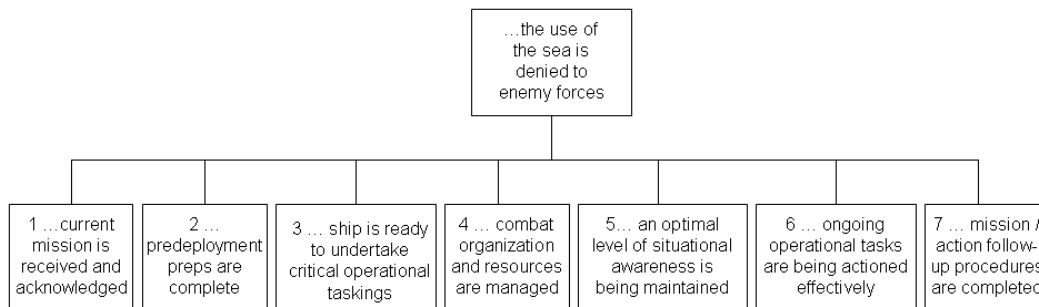 ...the use of
the sea is
denied to
enemy forces
1 ...current
mission is
received and
acknowledged
2 ...
predeployment
preps are
complete
3 ... ship is ready
to undertake
critical operational
taskings
4 ... combat
organization
and resources
are managed
5 ... an optimal
level of situational
awareness is
being maintained
6 ... ongoing
operational tasks
are being actioned
effectively
7 ... mission /
action follow-
up procedures
are completed